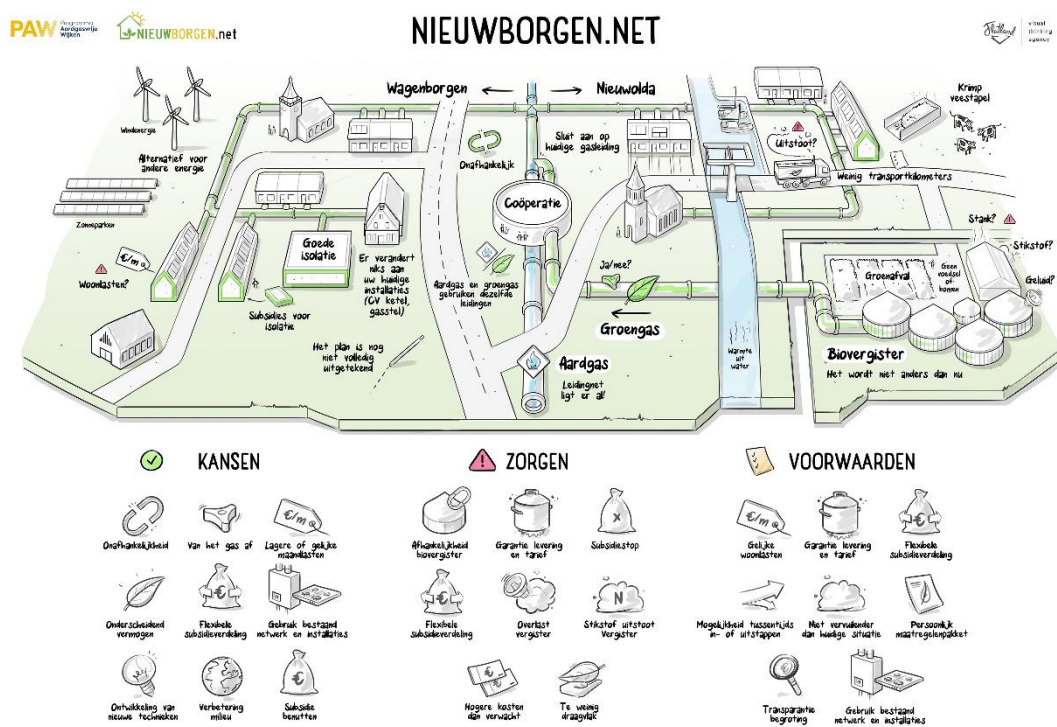 PAW
Programma
Aardgasvrije
Wijken
NIEUWBORGEN.net
NIEUWBORGEN.NET
Flatland
visual
thinking
agency
Wagenborgen
Nieuwolda
Krimp
veestapel
Windenergie
Alternatief voor
andere energie
Onafhankelijk
Sluit aan op
huidige gasleiding
Uitstoot?
Weinig transportkilometers
Zonneparken
Coöperatie
Stank?
Stikstof?
Goede
isolatie
Er verandert
niks aan
uw huidige
installaties
(CV ketel,
gasstel)
€/m
Woonlasten?
Aardgas en groengas
gebruiken dezelfde
leidingen
Ja/nee?
Groenafval
Geen
voedsel
of
bomen
Geluid?
Subsidies voor
isolatie
Groengas
Het plan is nog
niet volledig
uitgetekend
Aardgas
Leidingnet
ligt er al!
Warmte
uit
water
Biovergister
Het wordt niet anders dan nu
KANSEN
€/m
Onafhankelijkheid
Van het gas af
Lagere of gelijke
maandlasten
€
Onderscheidend
vermogen
Flexibele
subsidieverdeling
Gebruik bestaand
netwerk en installaties
€
Ontwikkeling van
nieuwe technieken
Verbetering
milieu
Subsidie
benutten
ZORGEN
X
Afhankelijkheid
biovergister
Garantie levering
en tarief
Subsidiestop
€
N
Flexibele
subsidieverdeling
Overlast
vergister
Stikstof uitstoot
Vergister
Hogere kosten
dan verwacht
Te weinig
draagvlak
VOORWAARDEN
€/m
€
Gelijke
woonlasten
Garantie levering
en tarief
Flexibele
subsidieverdeling
Mogelijkheid tussentijds
in- of uitstappen
Niet vervuilender
dan huidige situatie
Persoonlijk
maatregelenpakket
€
Transparantie
begroting
Gebruik bestaand
netwerk en installaties